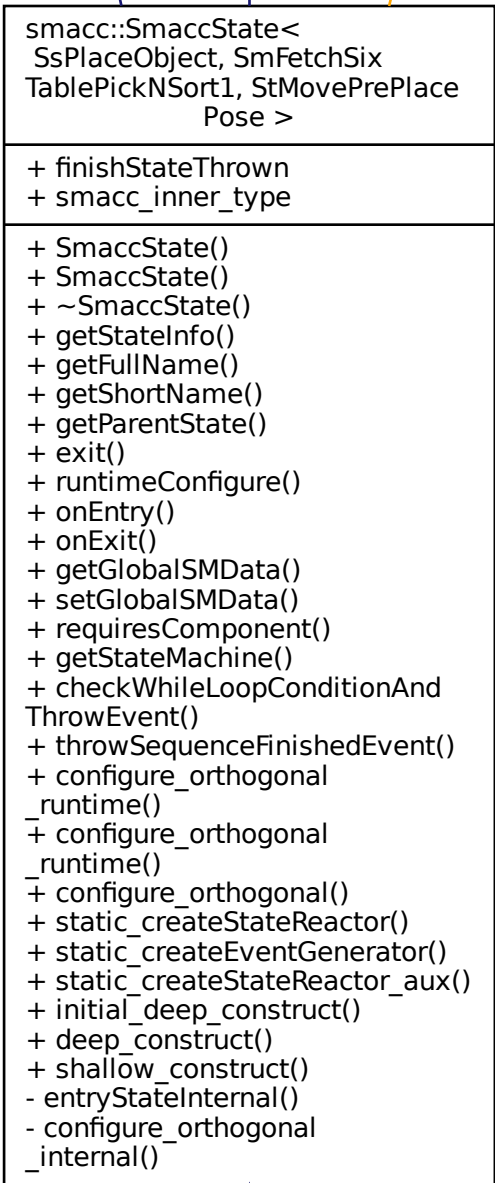 smacc::SmaccState<
SsPlaceObject, SmFetchSix
TablePickNSort1, StMovePrePlace
Pose >
+ finishStateThrown
+ smacc_inner_type
+ SmaccState()
+ SmaccState()
+ ~SmaccState()
+ getStateInfo()
+ getFullName()
+ getShortName()
+ getParentState()
+ exit()
+ runtimeConfigure()
+ onEntry()
+ onExit()
+ getGlobalSMData()
+ setGlobalSMData()
+ requiresComponent()
+ getStateMachine()
+ checkWhileLoopConditionAnd
ThrowEvent()
+ throwSequenceFinishedEvent()
+ configure_orthogonal
_runtime()
+ configure_orthogonal
_runtime()
+ configure_orthogonal()
+ static_createStateReactor()
+ static_createEventGenerator()
+ static_createStateReactor_aux()
+ initial_deep_construct()
+ deep_construct()
+ shallow_construct()
- entryStateInternal()
- configure_orthogonal
_internal()